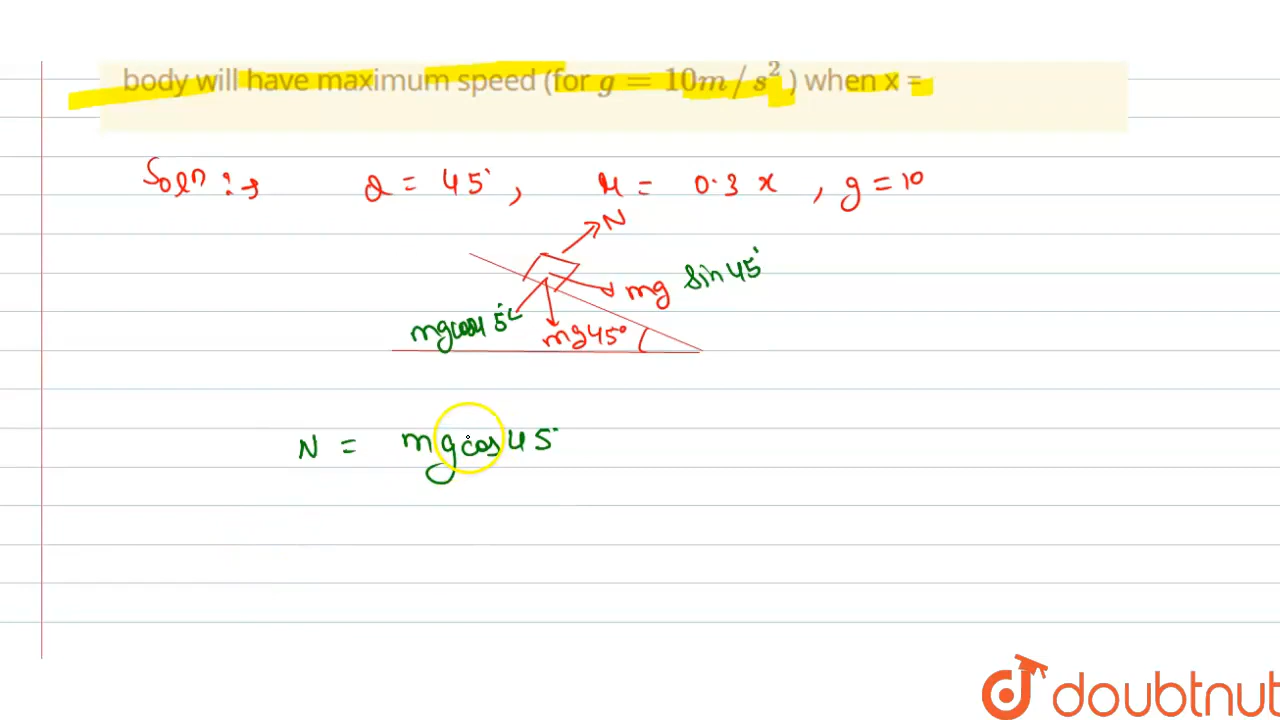 body will have maximum speed (for g = 10m/s² ) when x =
Soln :→ α = 45°, μ = 0.3 x , g = 10
N
mg sin 45°
mg cos 45°
mg 45°
N = mg cos 45°
doubtnut